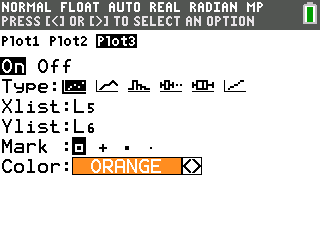 NORMAL FLOAT AUTO REAL RADIAN MP
PRESS [<] OR [>] TO SELECT AN OPTION
Plot1 Plot2 Plot3
On Off
Type:
Xlist:L5
Ylist:L6
Mark :
Color: ORANGE <>